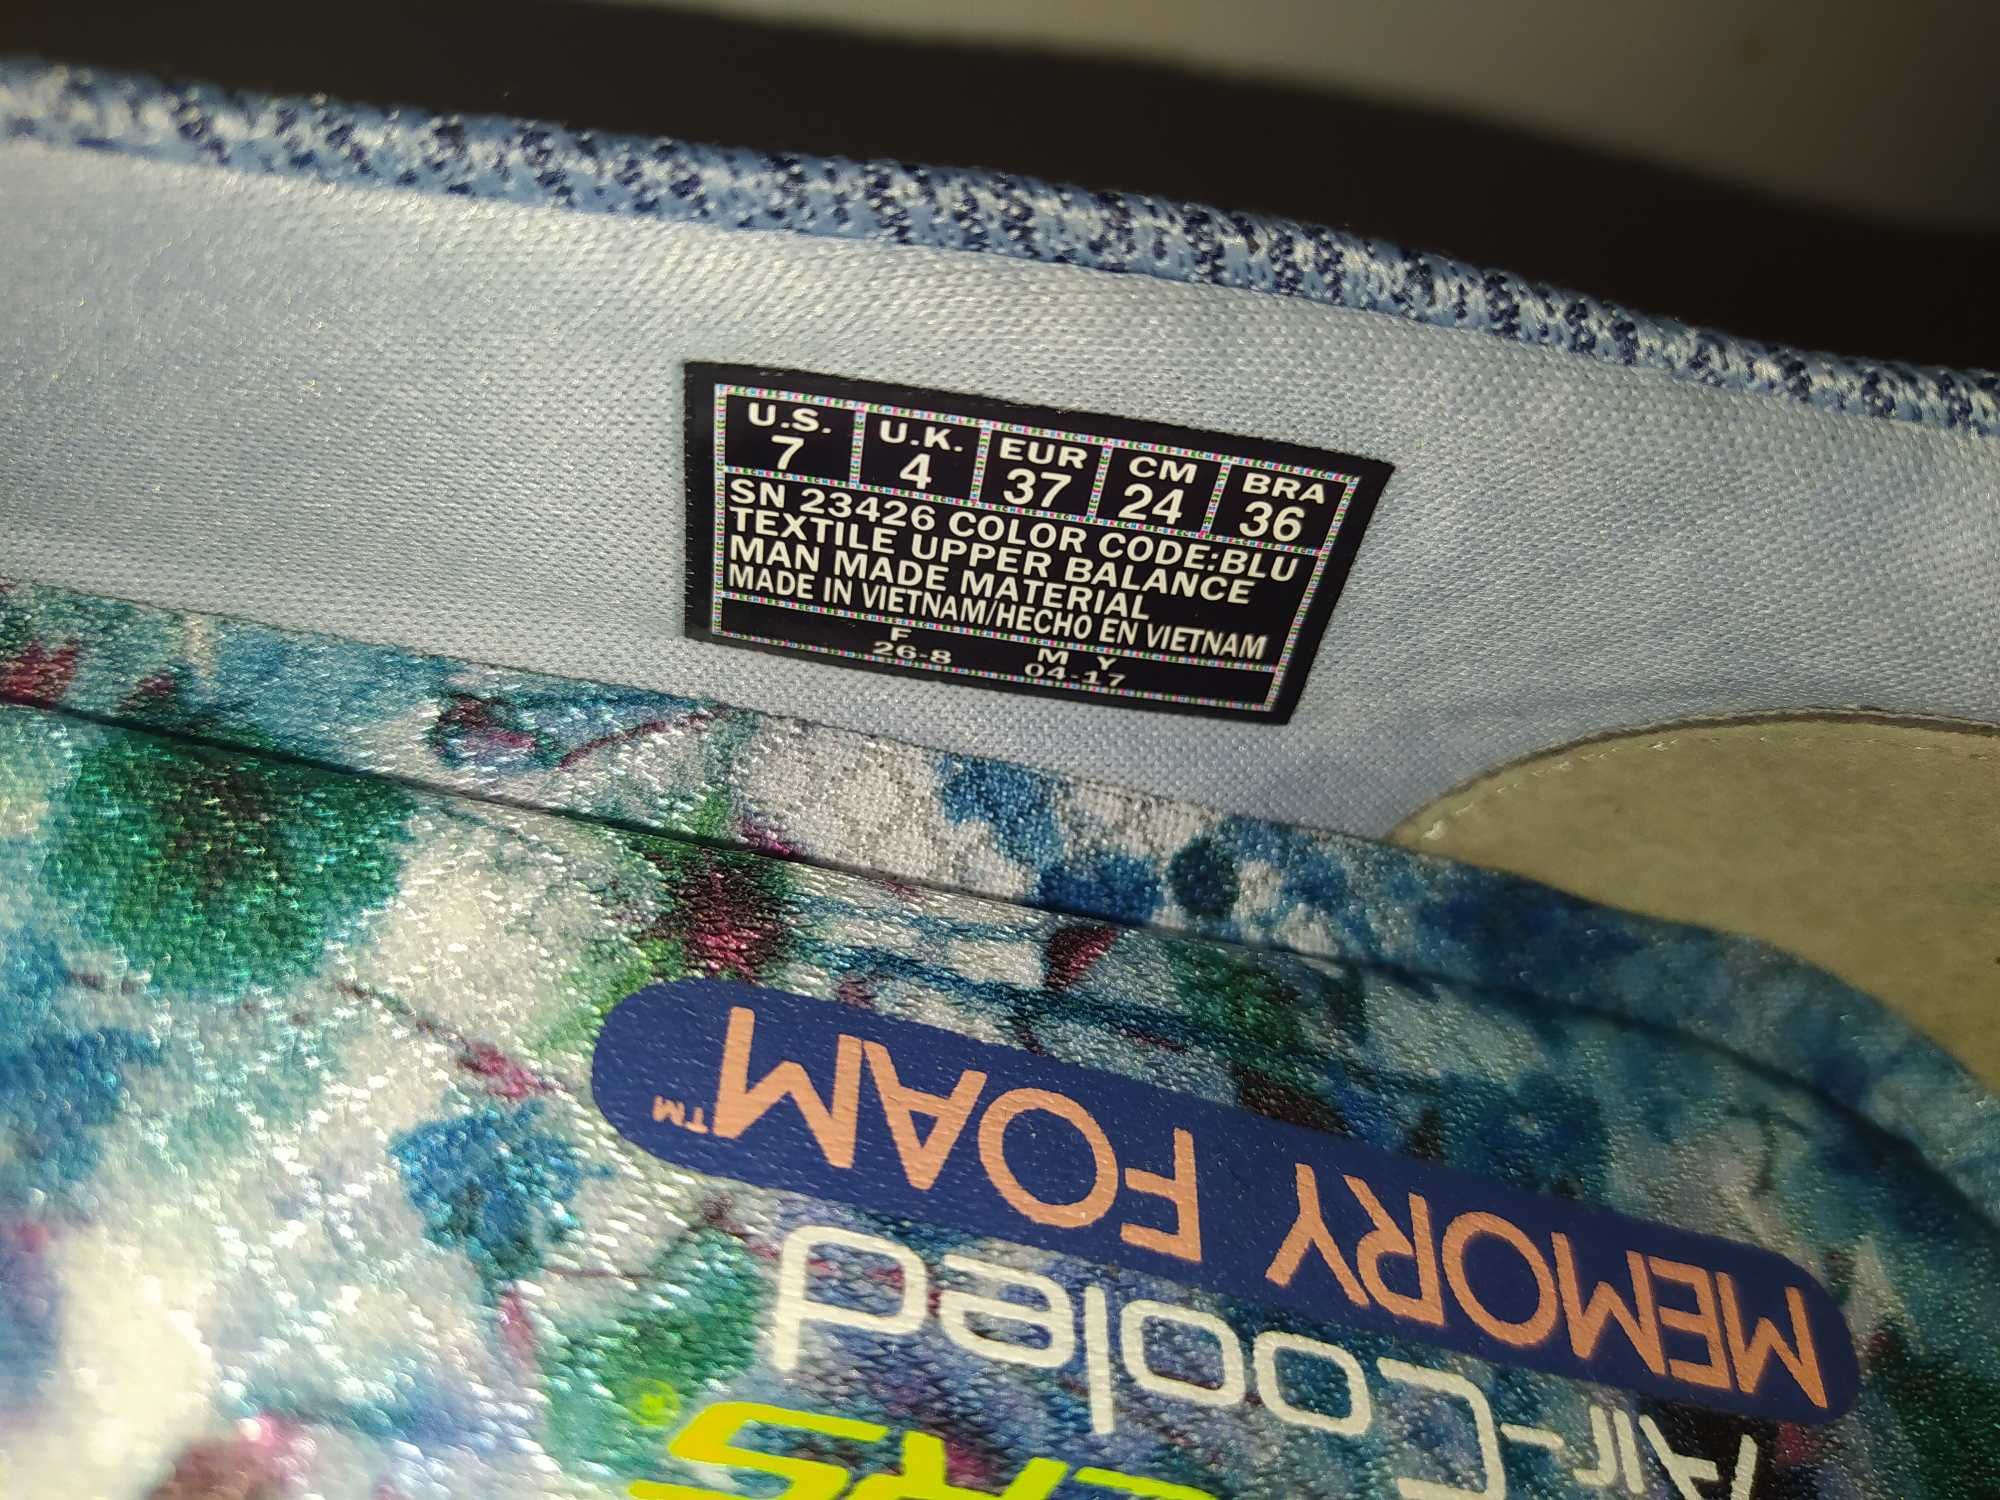 U.S. U.K. EUR CM BRA
7 4 37 24 36
SN 23426 COLOR CODE:BLU
TEXTILE UPPER BALANCE
MAN MADE MATERIAL
MADE IN VIETNAM/HECHO EN VIETNAM
F M Y
26-8 04-17
MEMORY FOAM™
Air-Cooled